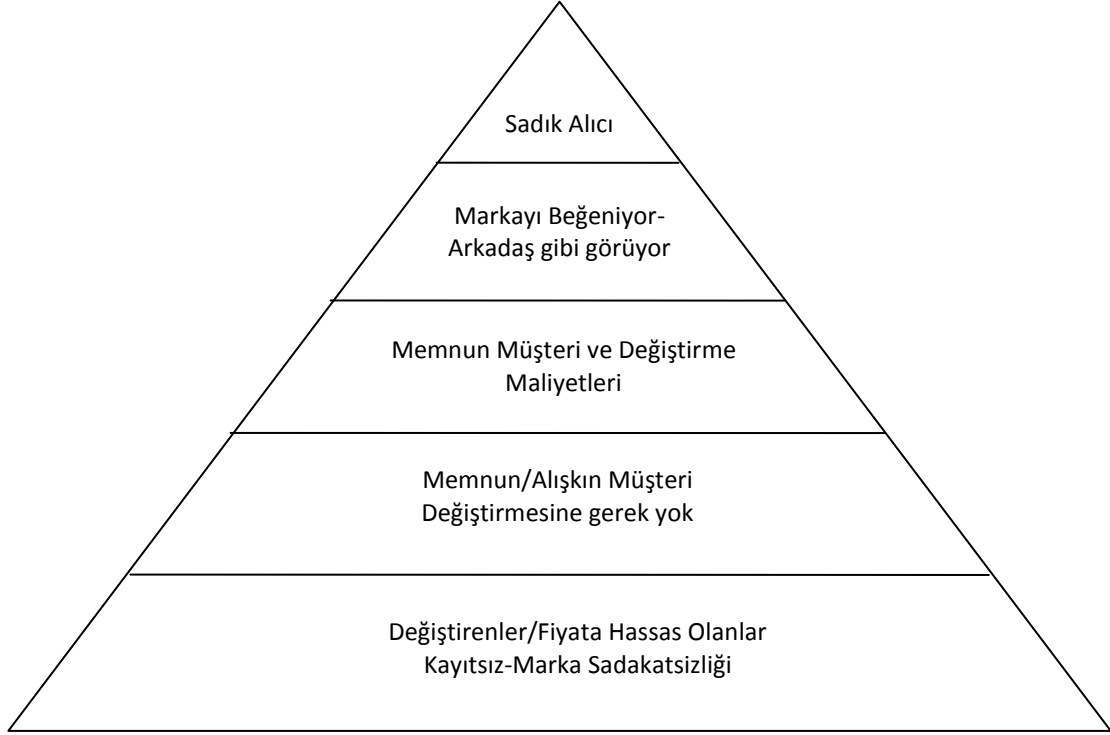 Sadık Alıcı
Markayı Beğeniyor-
Arkadaş gibi görüyor
Memnun Müşteri ve Değiştirme
Maliyetleri
Memnun/Alışkın Müşteri
Değiştirmesine gerek yok
Değiştirenler/Fiyata Hassas Olanlar
Kayıtsız-Marka Sadakatsizliği